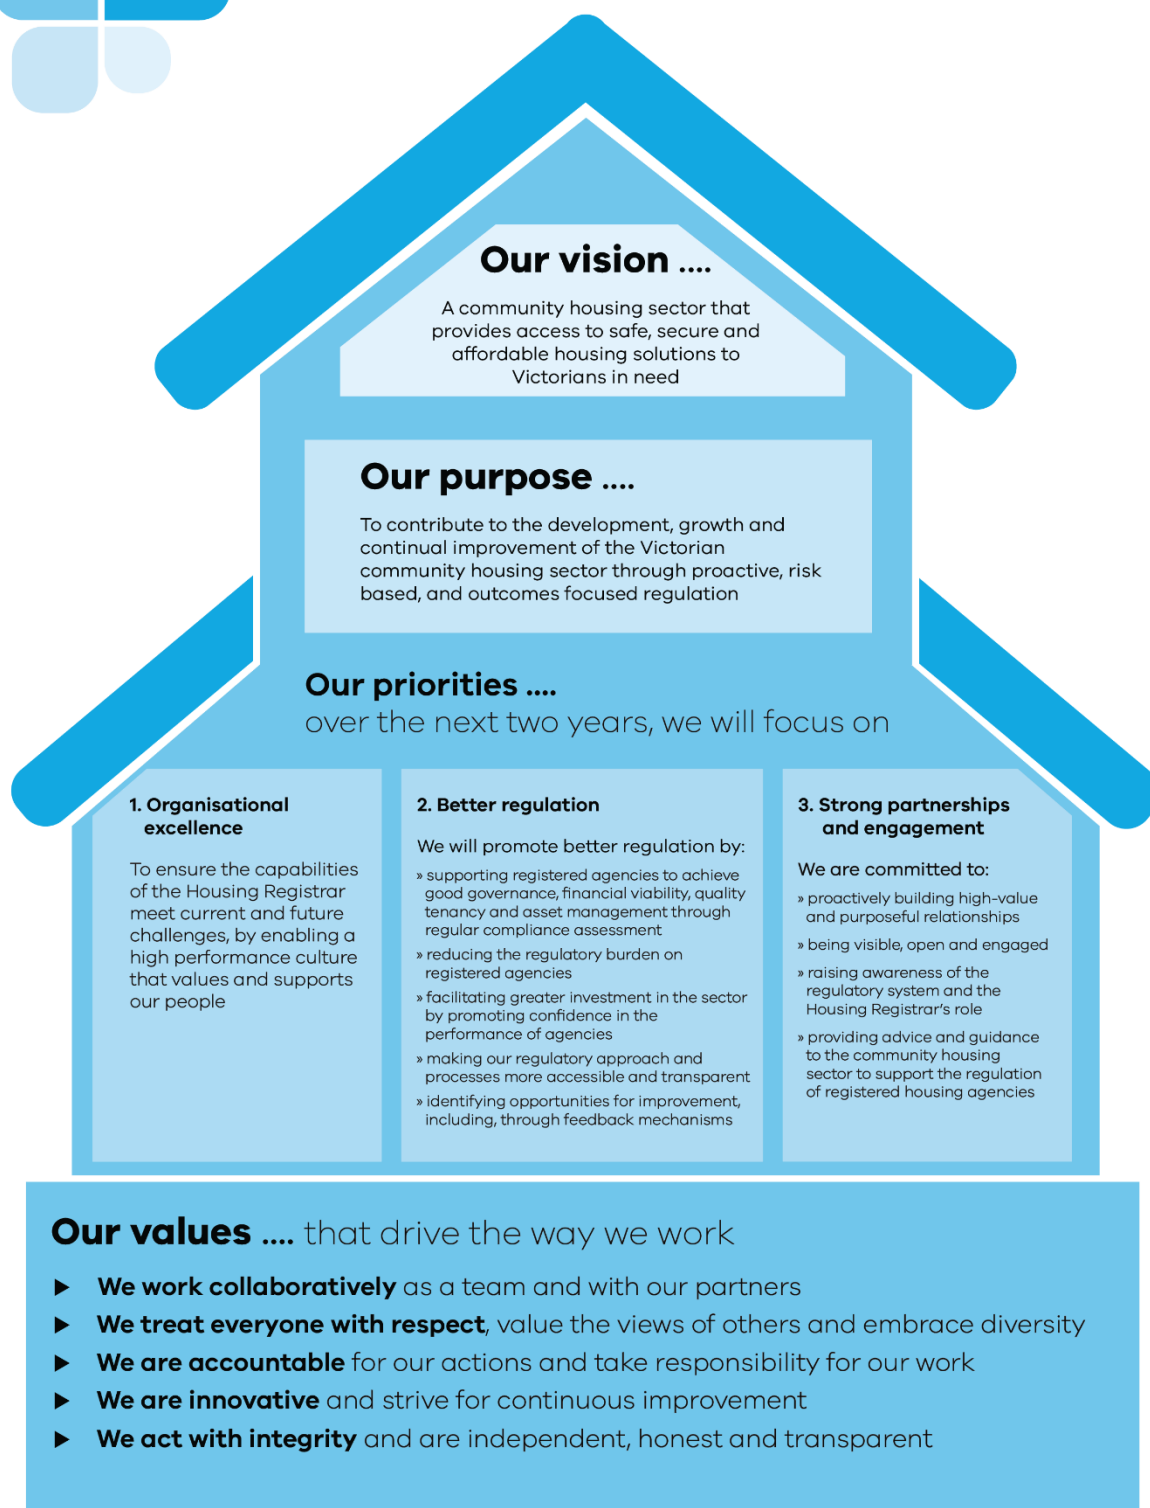 Our vision ....
A community housing sector that
provides access to safe, secure and
affordable housing solutions to
Victorians in need
Our purpose ....
To contribute to the development, growth and
continual improvement of the Victorian
community housing sector through proactive, risk
based, and outcomes focused regulation
Our priorities ....
over the next two years, we will focus on
1. Organisational
excellence
To ensure the capabilities
of the Housing Registrar
meet current and future
challenges, by enabling a
high performance culture
that values and supports
our people
2. Better regulation
We will promote better regulation by:
» supporting registered agencies to achieve
good governance, financial viability, quality
tenancy and asset management through
regular compliance assessment
» reducing the regulatory burden on
registered agencies
» facilitating greater investment in the sector
by promoting confidence in the
performance of agencies
» making our regulatory approach and
processes more accessible and transparent
» identifying opportunities for improvement,
including, through feedback mechanisms
3. Strong partnerships
and engagement
We are committed to:
» proactively building high-value
and purposeful relationships
» being visible, open and engaged
» raising awareness of the
regulatory system and the
Housing Registrar's role
» providing advice and guidance
to the community housing
sector to support the regulation
of registered housing agencies
Our values .... that drive the way we work
▶ We work collaboratively as a team and with our partners
▶ We treat everyone with respect, value the views of others and embrace diversity
▶ We are accountable for our actions and take responsibility for our work
▶ We are innovative and strive for continuous improvement
▶ We act with integrity and are independent, honest and transparent